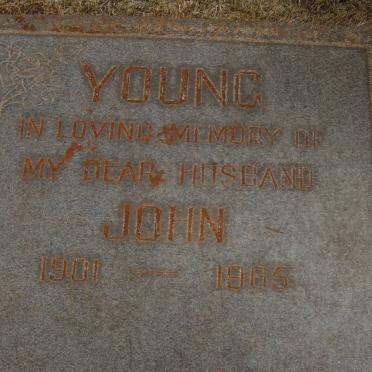 YOUNG
IN LOVING MEMORY OF
MY DEAR HUSBAND
JOHN
1901 — 1985